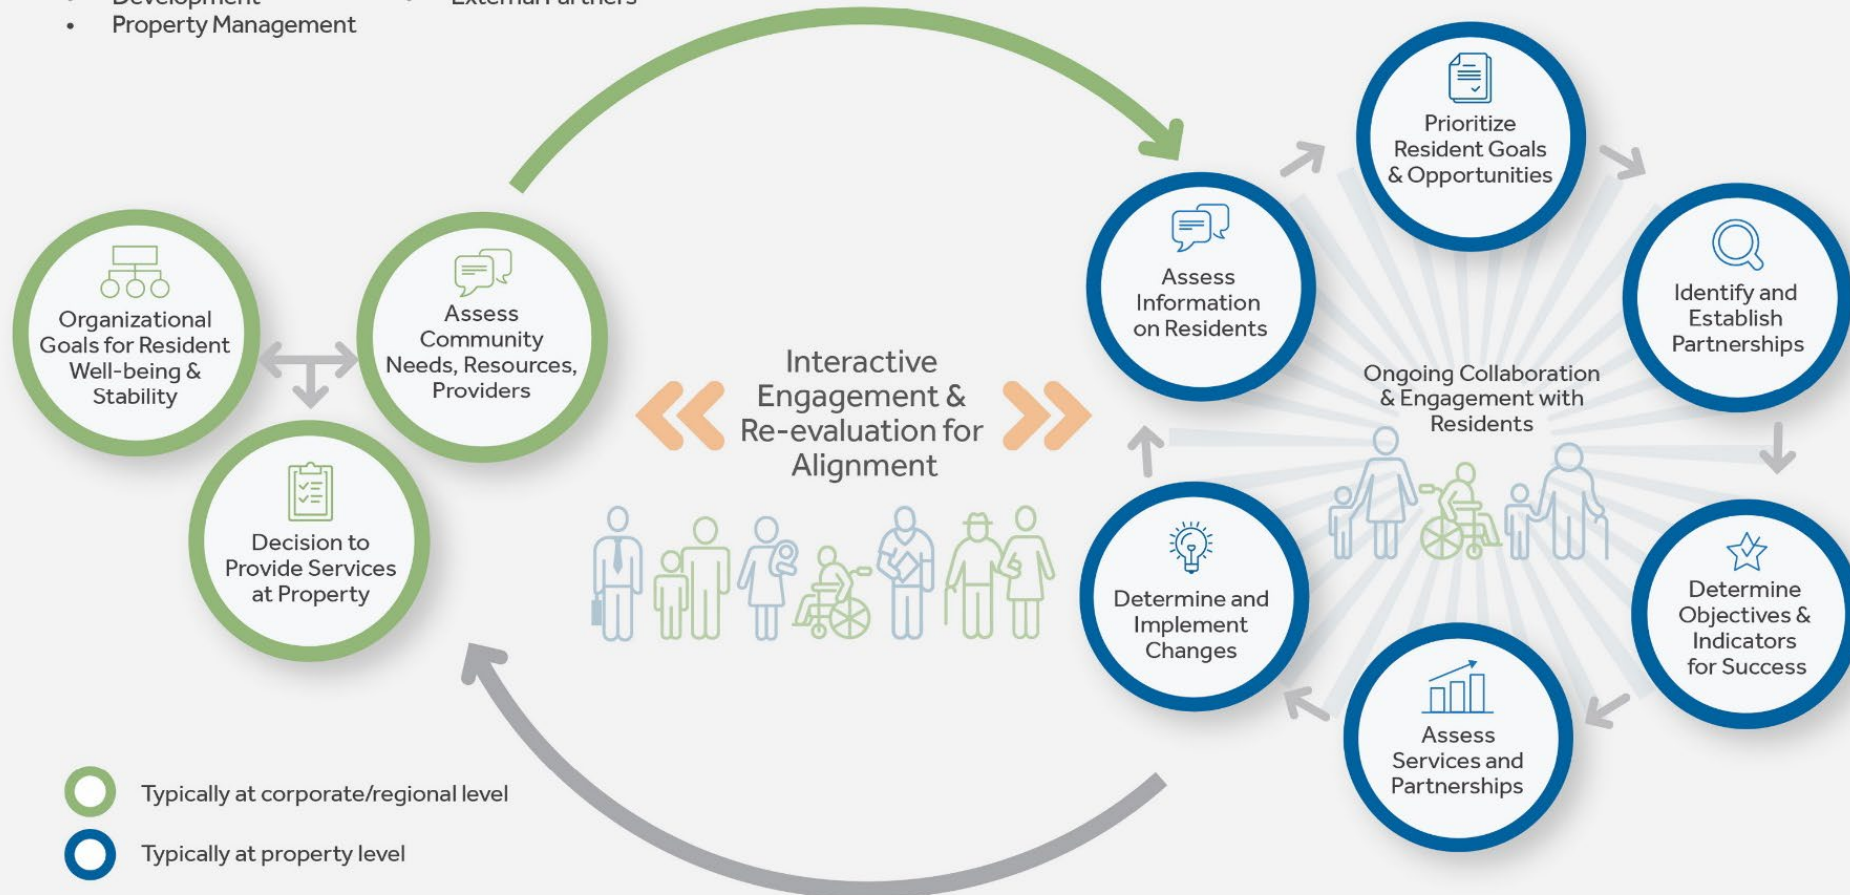 • Development
• External Partners
• Property Management
Prioritize
Resident Goals
& Opportunities
Assess
Information
on Residents
Identify and
Establish
Partnerships
Organizational
Goals for Resident
Well-being &
Stability
Assess
Community
Needs, Resources,
Providers
Interactive
Engagement &
Re-evaluation for
Alignment
Ongoing Collaboration
& Engagement with
Residents
Decision to
Provide Services
at Property
Determine and
Implement
Changes
Determine
Objectives &
Indicators
for Success
Assess
Services and
Partnerships
Typically at corporate/regional level
Typically at property level